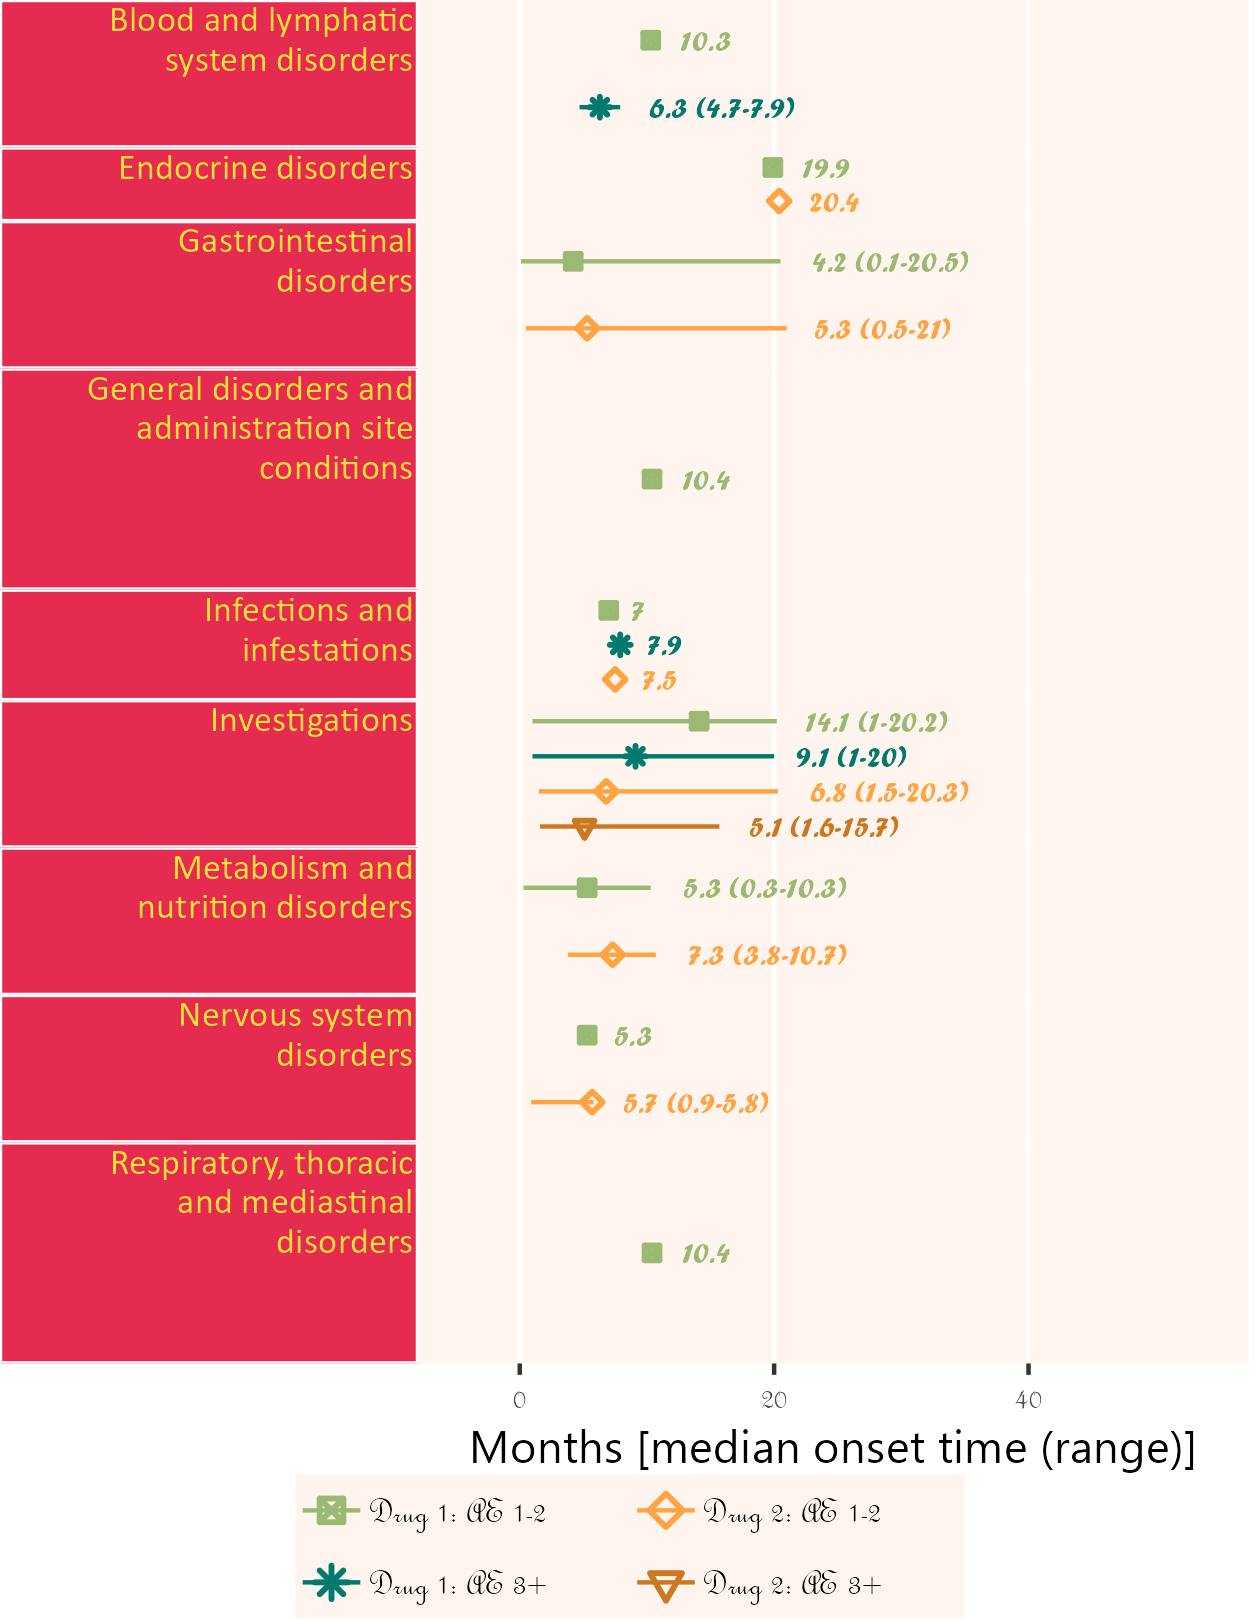 Blood and lymphatic
system disorders
10.3
6.3 (4.7-7.9)
Endocrine disorders
19.9
20.4
Gastrointestinal
disorders
4.2 (0.1-20.5)
5.3 (0.5-21)
General disorders and
administration site
conditions
10.4
Infections and
infestations
7
7.9
7.5
Investigations
14.1 (1-20.2)
9.1 (1-20)
6.8 (1.5-20.3)
5.1 (1.6-15.7)
Metabolism and
nutrition disorders
5.3 (0.3-10.3)
7.3 (3.8-10.7)
Nervous system
disorders
5.3
5.7 (0.9-5.8)
Respiratory, thoracic
and mediastinal
disorders
10.4
0 20 40
Months [median onset time (range)]
Drug 1: AE 1-2 Drug 2: AE 1-2
Drug 1: AE 3+ Drug 2: AE 3+